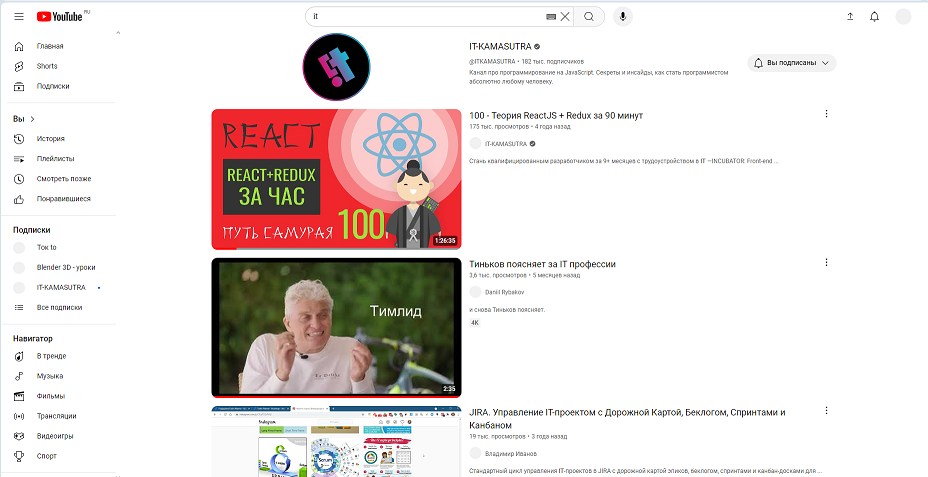 YouTube RU
it
Главная
Shorts
Подписки
Вы
История
Плейлисты
Смотреть позже
Понравившиеся
Подписки
Ток to
Blender 3D - уроки
IT-KAMASUTRA
Все подписки
Навигатор
В тренде
Музыка
Фильмы
Трансляции
Видеоигры
Спорт
it
IT-KAMASUTRA
@ITKAMASUTRA • 182 тыс. подписчиков
Канал про программирование на JavaScript. Секреты и инсайды, как стать программистом
абсолютно любому человеку.
Вы подписаны
REACT
REACT+REDUX
ЗА ЧАС
ПУТЬ САМУРАЯ
100
1:26:35
100 - Теория ReactJS + Redux за 90 минут
175 тыс. просмотров • 4 года назад
IT-KAMASUTRA
Стань квалифицированным разработчиком за 9+ месяцев с трудоустройством в IT –INCUBATOR: Front-end ...
Тимлид
2:35
Тиньков поясняет за IT профессии
3,6 тыс. просмотров • 5 месяцев назад
Daniil Rybakov
и снова Тиньков поясняет.
4K
Scrum
JIRA. Управление IT-проектом с Дорожной Картой, Беклогом, Спринтами и
Канбаном
19 тыс. просмотров • 3 года назад
Владимир Иванов
Стандартный цикл управления IT-проектов в JIRA с дорожной картой эпиков, беклогом, спринтами и канбан-досками для ...